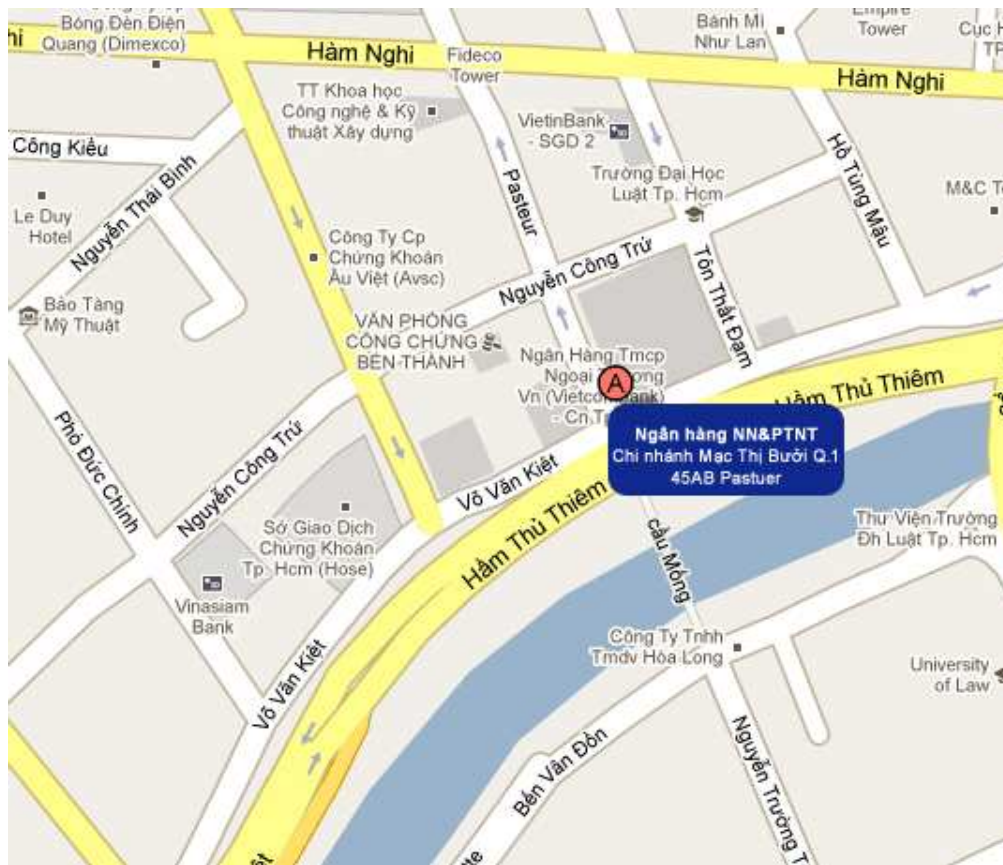 Bóng Đèn Điện
Quang (Dimexco)
Hàm Nghi
Fideco
Tower
Bánh Mì
Như Lan
Empire
Tower
Cục
Hàm Nghi
TT Khoa học
Công nghệ & Kỹ
thuật Xây dựng
VietinBank
- SGD 2
Công Kiều
Nguyễn Thái Bình
Pasteur
Trường Đại Học
Luật Tp. Hcm
Hồ Tùng Mậu
M&C
Le Duy
Hotel
Công Ty Cp
Chứng Khoán
Âu Việt (Avsc)
Nguyễn Công Trứ
Tôn Thất Đạm
Bảo Tàng
Mỹ Thuật
VĂN PHÒNG
CÔNG CHỨNG
BẾN THÀNH
Ngân Hàng Tmcp
Ngoại
Vn
- Cn
A
Hầm Thủ Thiêm
Ngân hàng NN&PTNT
Chi nhánh Mạc Thị Bưởi Q.1
45AB Pastuer
Phó Đức Chính
Nguyễn Công Trứ
Võ Văn Kiệt
Hầm Thủ Thiêm
Sở Giao Dịch
Chứng Khoán
Tp. Hcm (Hose)
cầu Mống
Thư Viện Trường
Đh Luật Tp. Hcm
Vinasiam
Bank
Công Ty Tnhh
Tmdv Hòa Long
University
of Law
Võ Văn Kiệt
Bến Vân Đồn
Nguyễn Trường T